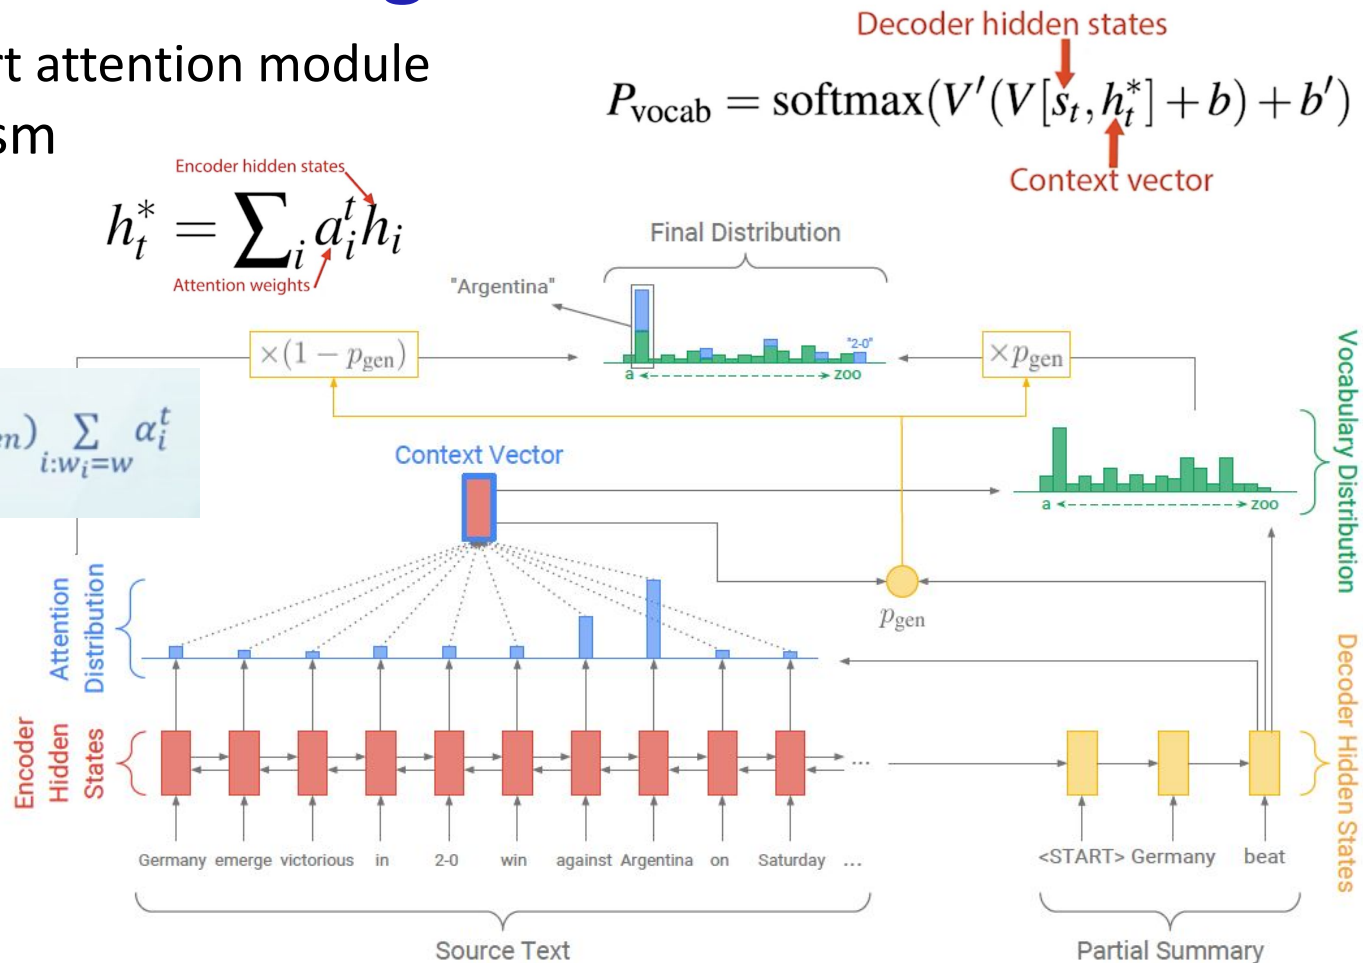 rt attention module
sm
Decoder hidden states
P_vocab = softmax(V′(V[s_t, h_t^*] + b) + b′)
Context vector
Encoder hidden states
h_t^* = ∑_i a_i^t h_i
Attention weights
Final Distribution
"Argentina"
×(1 − p_gen)
"2-0"
×p_gen
a
zoo
n) ∑_{i:w_i=w} α_i^t
Context Vector
a
zoo
Vocabulary Distribution
p_gen
Attention
Distribution
Encoder
Hidden
States
...
Decoder Hidden States
Germany emerge victorious in 2-0 win against Argentina on Saturday ...
<START> Germany beat
Source Text
Partial Summary